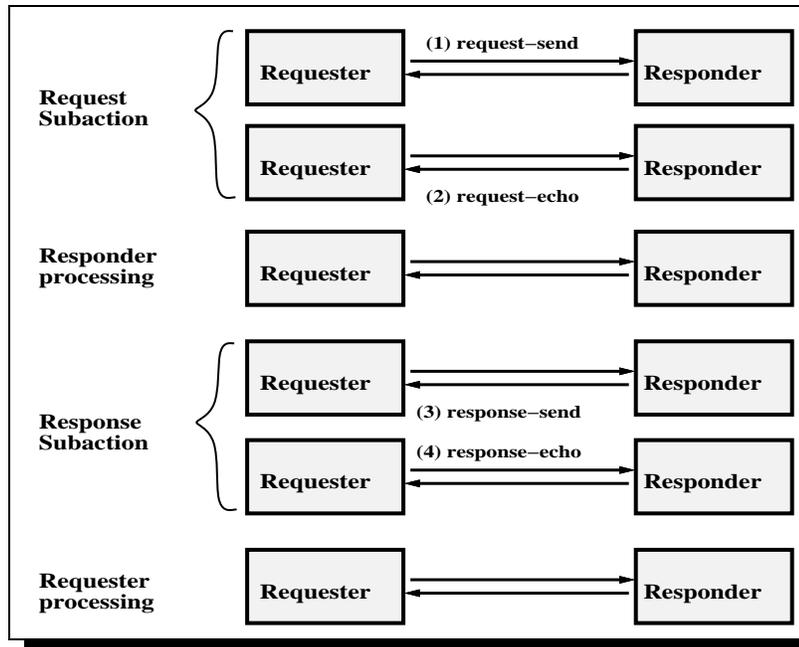 (1) request−send
Requester
Responder
Request
Subaction
Requester
Responder
(2) request−echo
Responder
processing
Requester
Responder
Requester
Responder
(3) response−send
Response
Subaction
(4) response−echo
Requester
Responder
Requester
processing
Requester
Responder